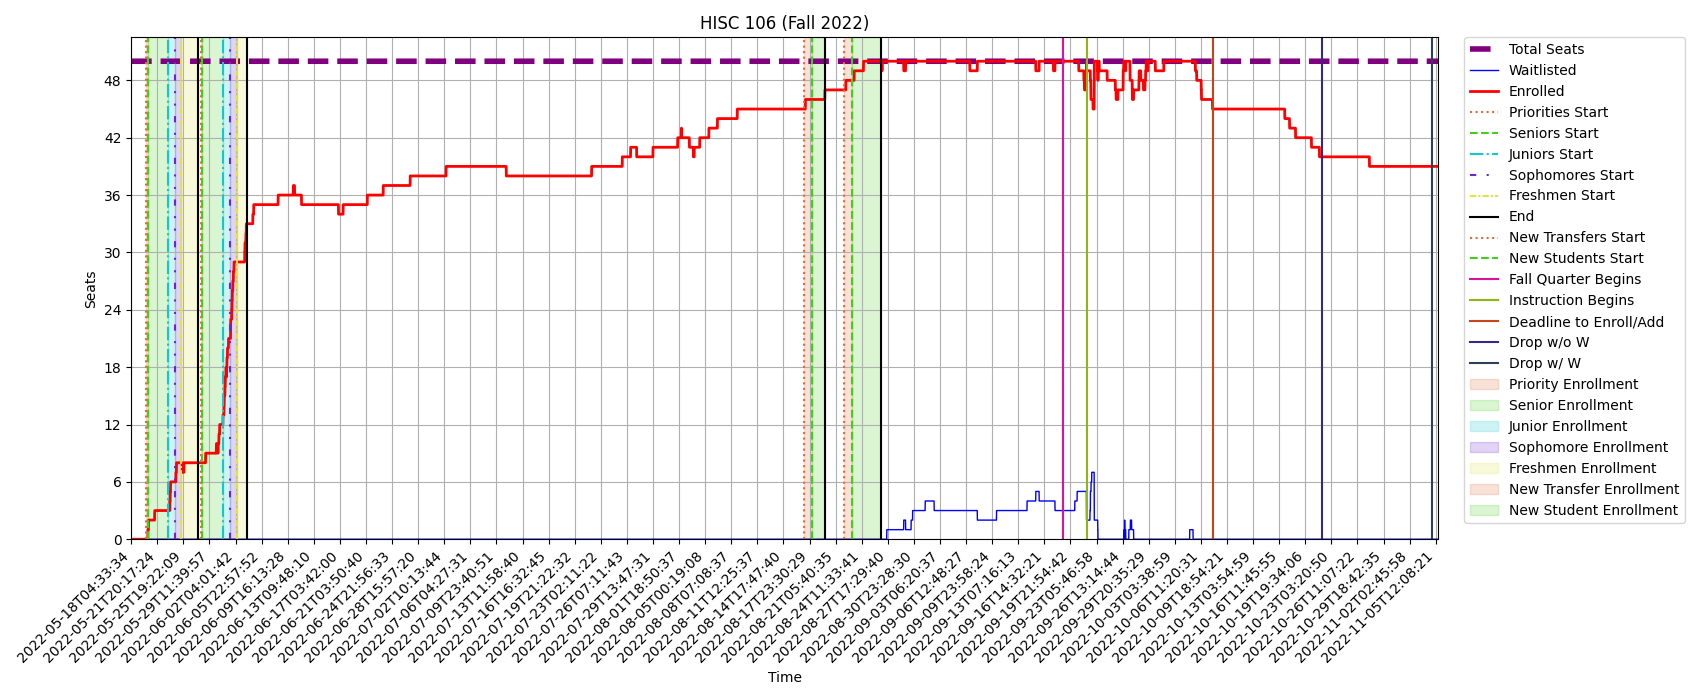 HISC 106 (Fall 2022)
Seats
48
42
36
30
24
18
12
6
0
2022-05-18T04:33:34
2022-05-21T20:17:24
2022-05-25T19:22:09
2022-05-29T11:39:57
2022-06-02T04:01:42
2022-06-05T22:57:52
2022-06-09T16:13:28
2022-06-13T09:48:10
2022-06-17T03:42:00
2022-06-21T03:50:40
2022-06-24T21:56:33
2022-06-28T15:57:20
2022-07-02T10:13:44
2022-07-06T04:27:31
2022-07-09T23:40:51
2022-07-13T11:58:40
2022-07-16T16:32:45
2022-07-19T21:22:32
2022-07-23T02:11:22
2022-07-26T07:11:43
2022-07-29T13:47:31
2022-08-01T18:50:37
2022-08-05T00:19:08
2022-08-08T07:08:37
2022-08-11T12:25:37
2022-08-14T17:47:40
2022-08-17T23:30:29
2022-08-21T05:40:35
2022-08-24T11:33:41
2022-08-27T17:29:40
2022-08-30T23:28:30
2022-09-03T06:20:37
2022-09-06T12:48:27
2022-09-09T23:58:24
2022-09-13T07:16:13
2022-09-16T14:32:21
2022-09-19T21:54:42
2022-09-23T05:46:58
2022-09-26T13:14:44
2022-09-29T20:35:29
2022-10-03T03:38:59
2022-10-06T11:20:31
2022-10-09T18:54:21
2022-10-13T03:54:59
2022-10-16T11:45:55
2022-10-19T19:34:06
2022-10-23T03:20:50
2022-10-26T11:07:22
2022-10-29T18:42:35
2022-11-02T02:45:58
2022-11-05T12:08:21
Time
Total Seats
Waitlisted
Enrolled
Priorities Start
Seniors Start
Juniors Start
Sophomores Start
Freshmen Start
End
New Transfers Start
New Students Start
Fall Quarter Begins
Instruction Begins
Deadline to Enroll/Add
Drop w/o W
Drop w/ W
Priority Enrollment
Senior Enrollment
Junior Enrollment
Sophomore Enrollment
Freshmen Enrollment
New Transfer Enrollment
New Student Enrollment